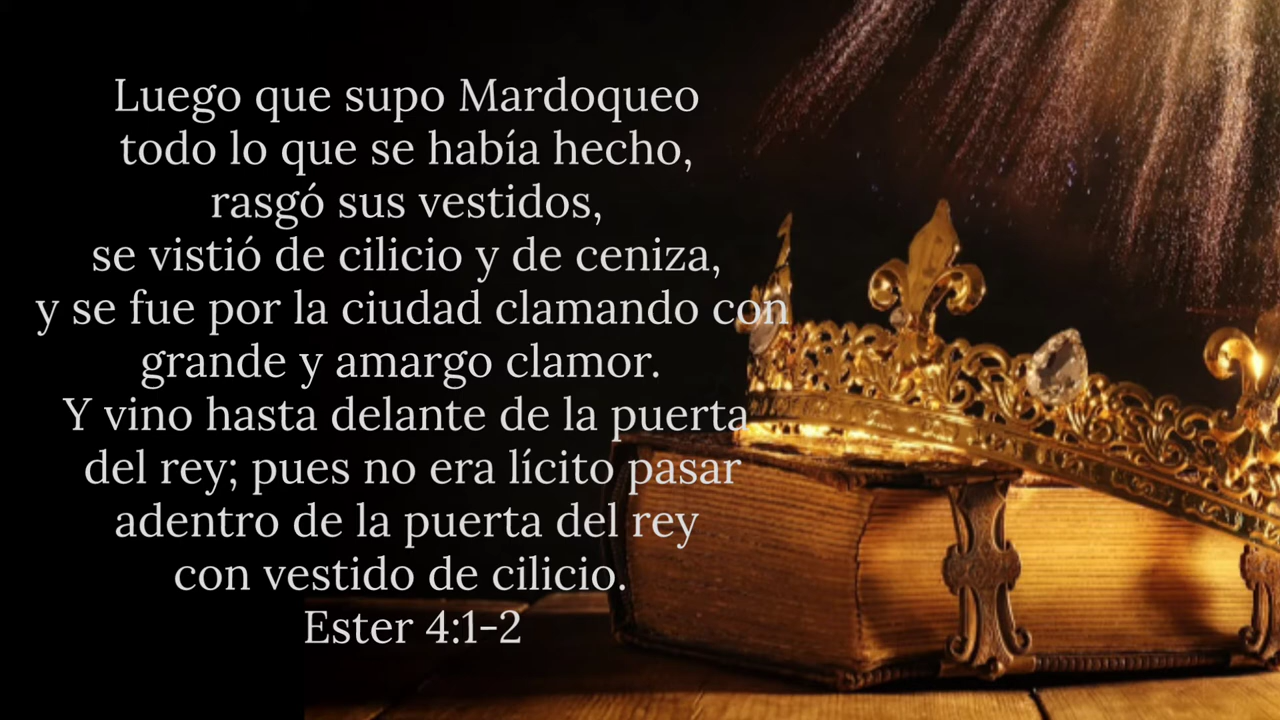 Luego que supo Mardoqueo
todo lo que se había hecho,
rasgó sus vestidos,
se vistió de cilicio y de ceniza,
y se fue por la ciudad clamando con
grande y amargo clamor.
Y vino hasta delante de la puerta
del rey; pues no era lícito pasar
adentro de la puerta del rey
con vestido de cilicio.
Ester 4:1-2